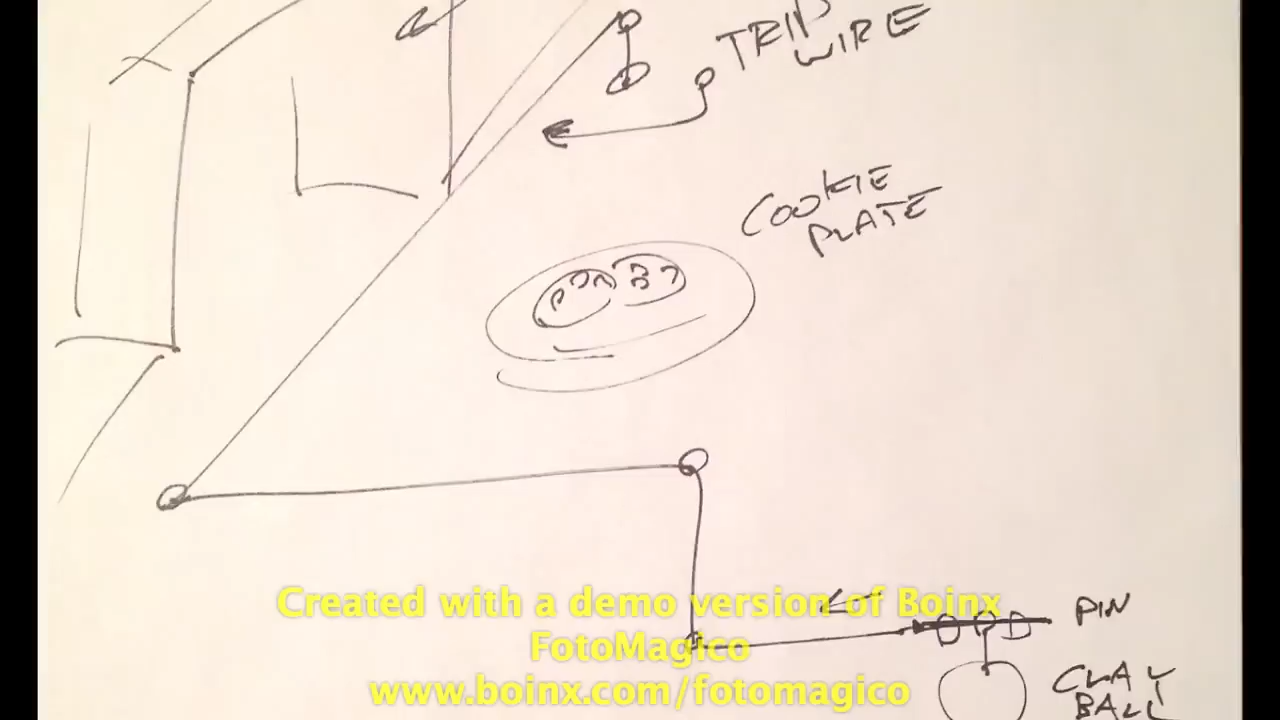 TRIP
WIRE
COOKIE
PLATE
Created with a demo version of Boinx
FotoMagico
www.boinx.com/fotomagico
PIN
CLAY
BALL